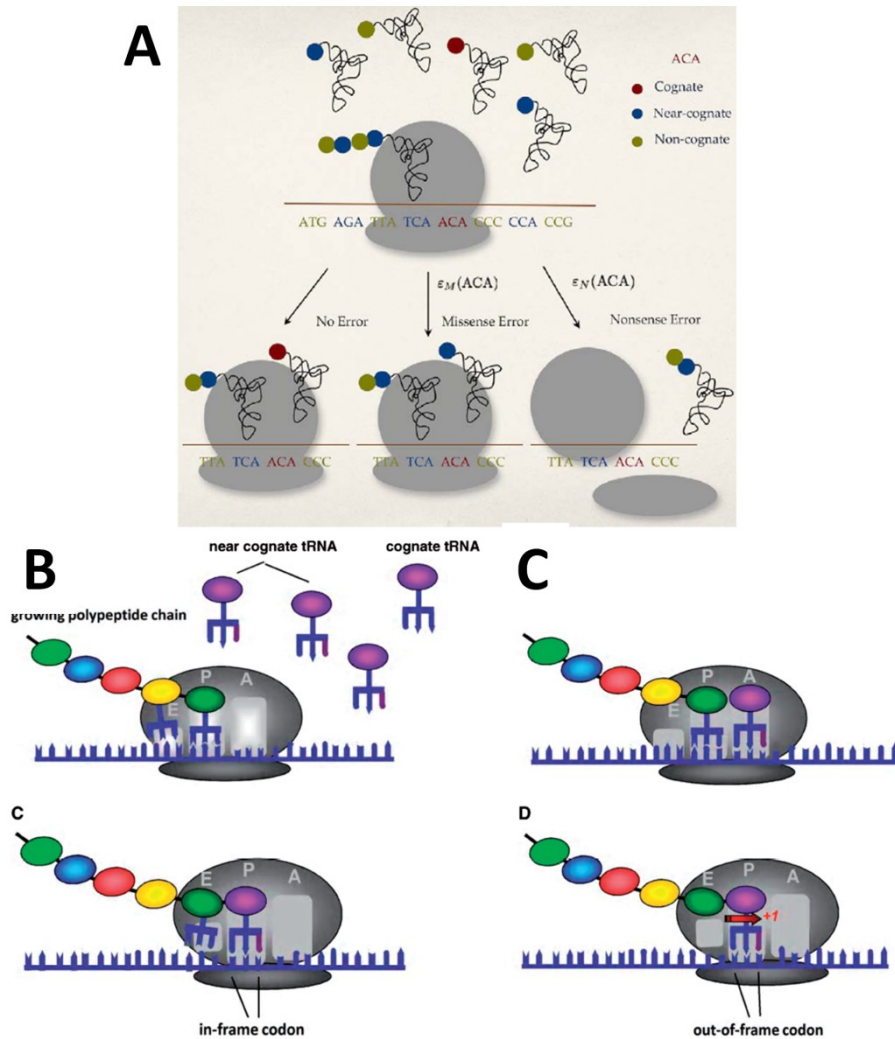 A
ACA
Cognate
Near-cognate
Non-cognate
ATG AGA TTA TCA ACA CCC CCA CCG
εM(ACA)
εN(ACA)
No Error
Missense Error
Nonsense Error
TTA TCA ACA CCC
TTA TCA ACA CCC
TTA TCA ACA CCC
B
near cognate tRNA
cognate tRNA
C
growing polypeptide chain
E P A
E P A
C
D
E P A
E P A
+1
in-frame codon
out-of-frame codon